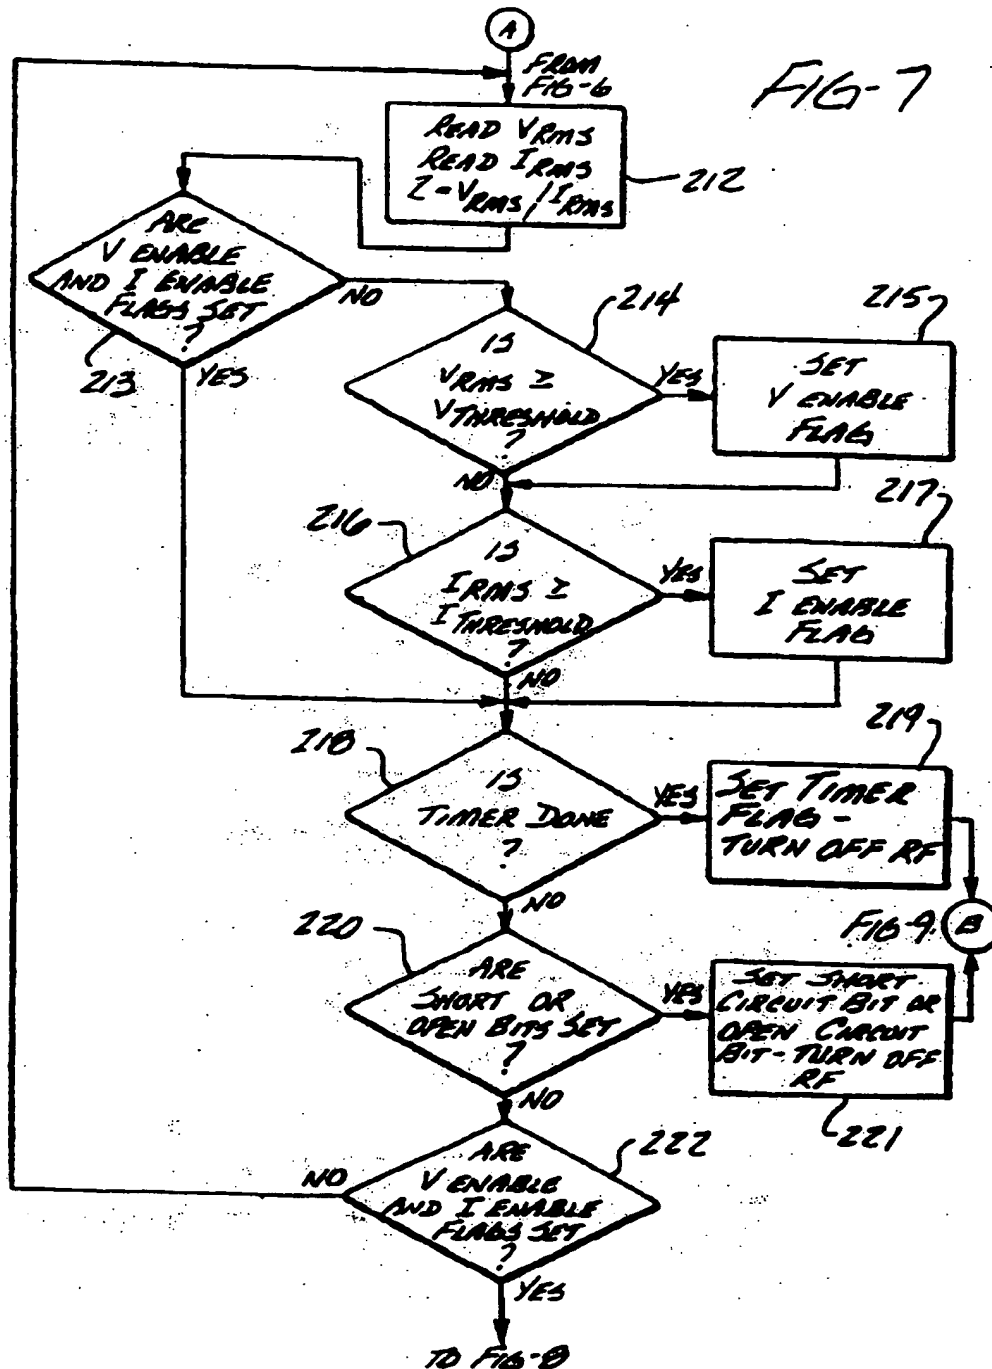 A
FROM
FIG-6
FIG-7
READ VRMS
READ IRMS
Z=VRMS/IRMS
212
ARE
V ENABLE
AND I ENABLE
FLAGS SET
?
213
NO
YES
IS
VRMS ≥
VTHRESHOLD
?
214
YES
NO
215
SET
V ENABLE
FLAG
216
IS
IRMS ≥
ITHRESHOLD
?
YES
NO
217
SET
I ENABLE
FLAG
218
IS
TIMER DONE
?
YES
NO
219
SET TIMER
FLAG-
TURN OFF RF
FIG-9
B
220
ARE
SHORT OR
OPEN BITS SET
?
YES
NO
SET SHORT
CIRCUIT BIT OR
OPEN CIRCUIT
BIT-TURN OFF
RF
221
222
ARE
V ENABLE
AND I ENABLE
FLAGS SET
?
NO
YES
TO FIG-8